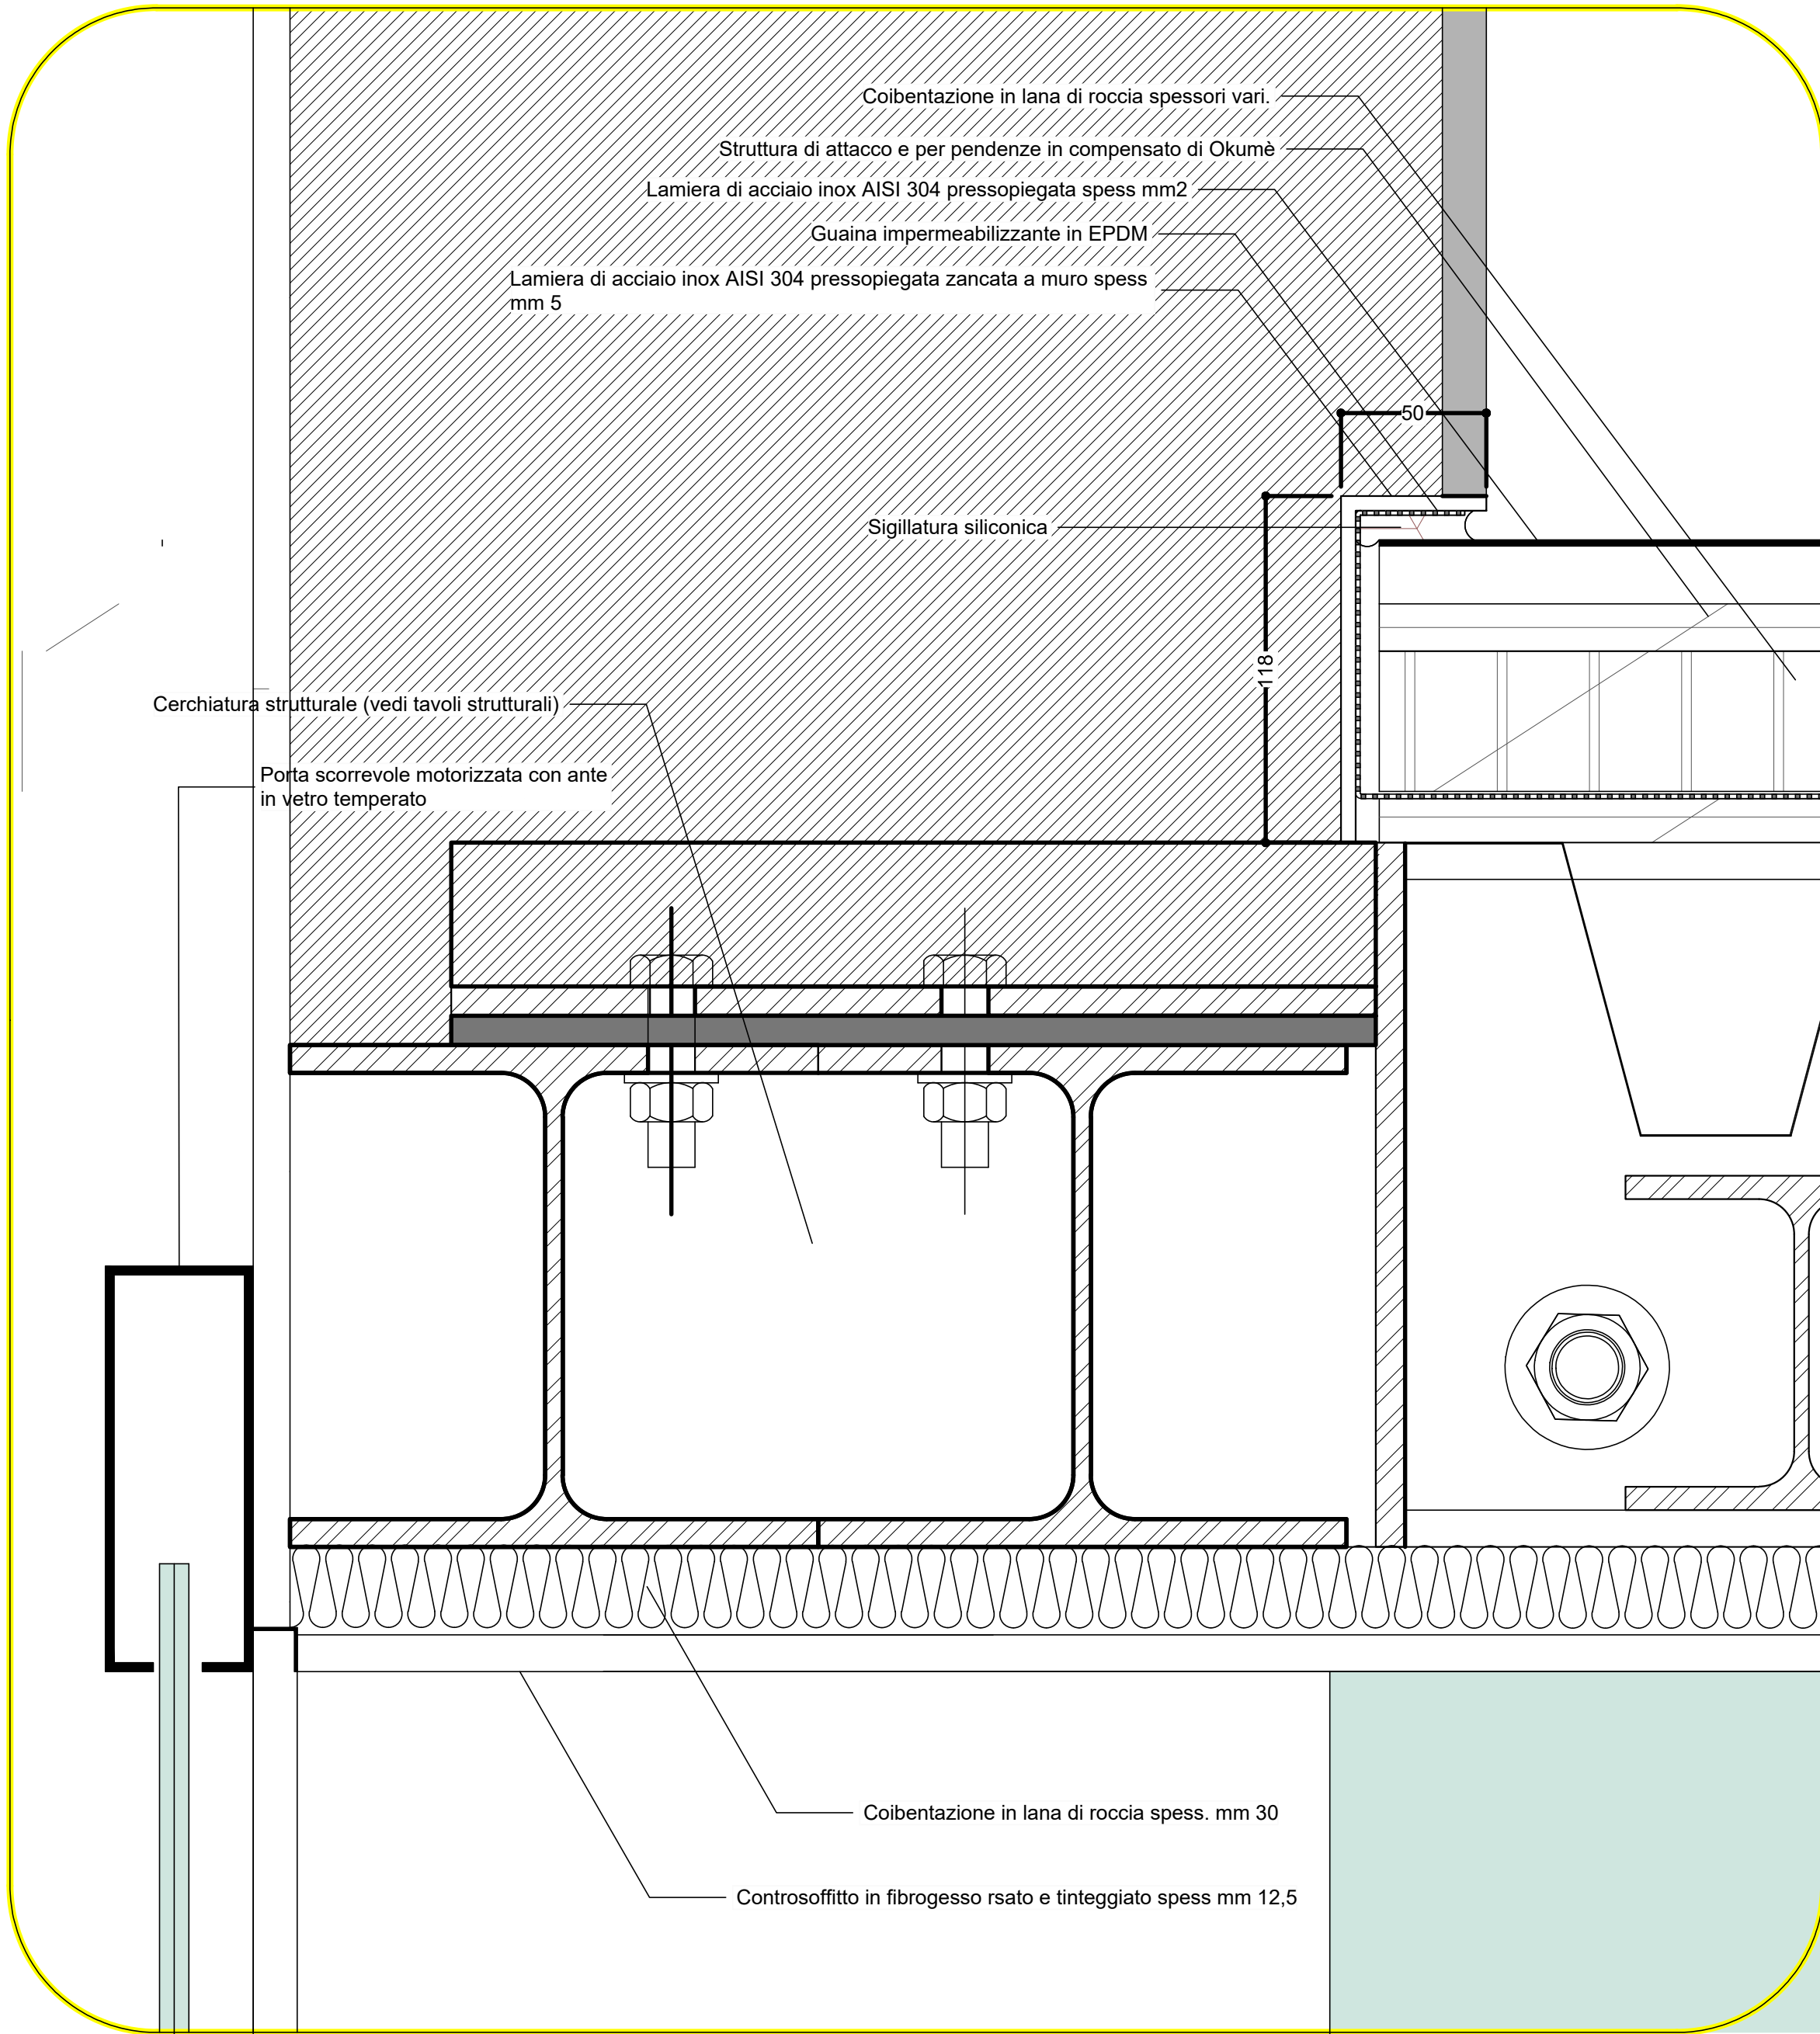 Coibentazione in lana di roccia spessori vari.
Struttura di attacco e per pendenze in compensato di Okumè
Lamiera di acciaio inox AISI 304 pressopiegata spess mm2
Guaina impermeabilizzante in EPDM
Lamiera di acciaio inox AISI 304 pressopiegata zancata a muro spess
mm 5
50
Sigillatura siliconica
118
Cerchiatura strutturale (vedi tavoli strutturali)
Porta scorrevole motorizzata con ante
in vetro temperato
Coibentazione in lana di roccia spess. mm 30
Controsoffitto in fibrogesso rsato e tinteggiato spess mm 12,5